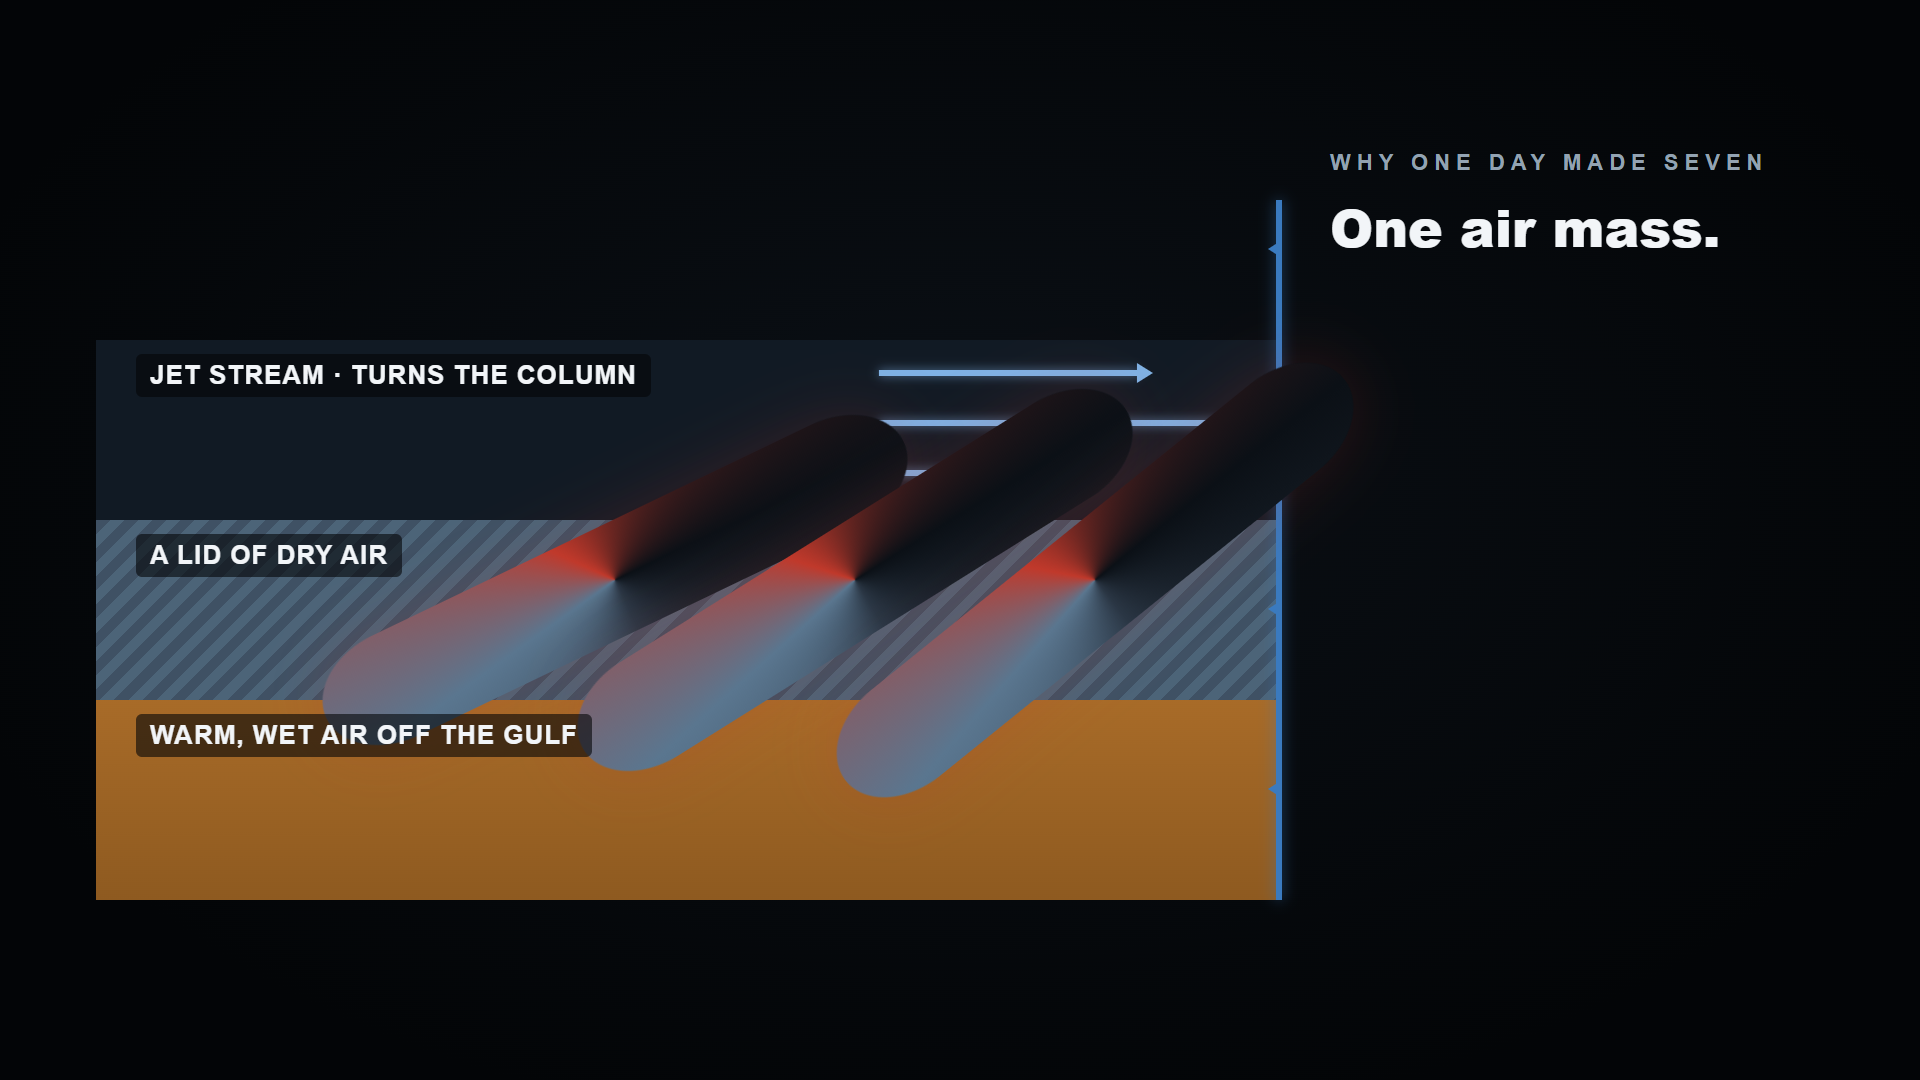 WHY ONE DAY MADE SEVEN
One air mass.
JET STREAM · TURNS THE COLUMN
A LID OF DRY AIR
WARM, WET AIR OFF THE GULF